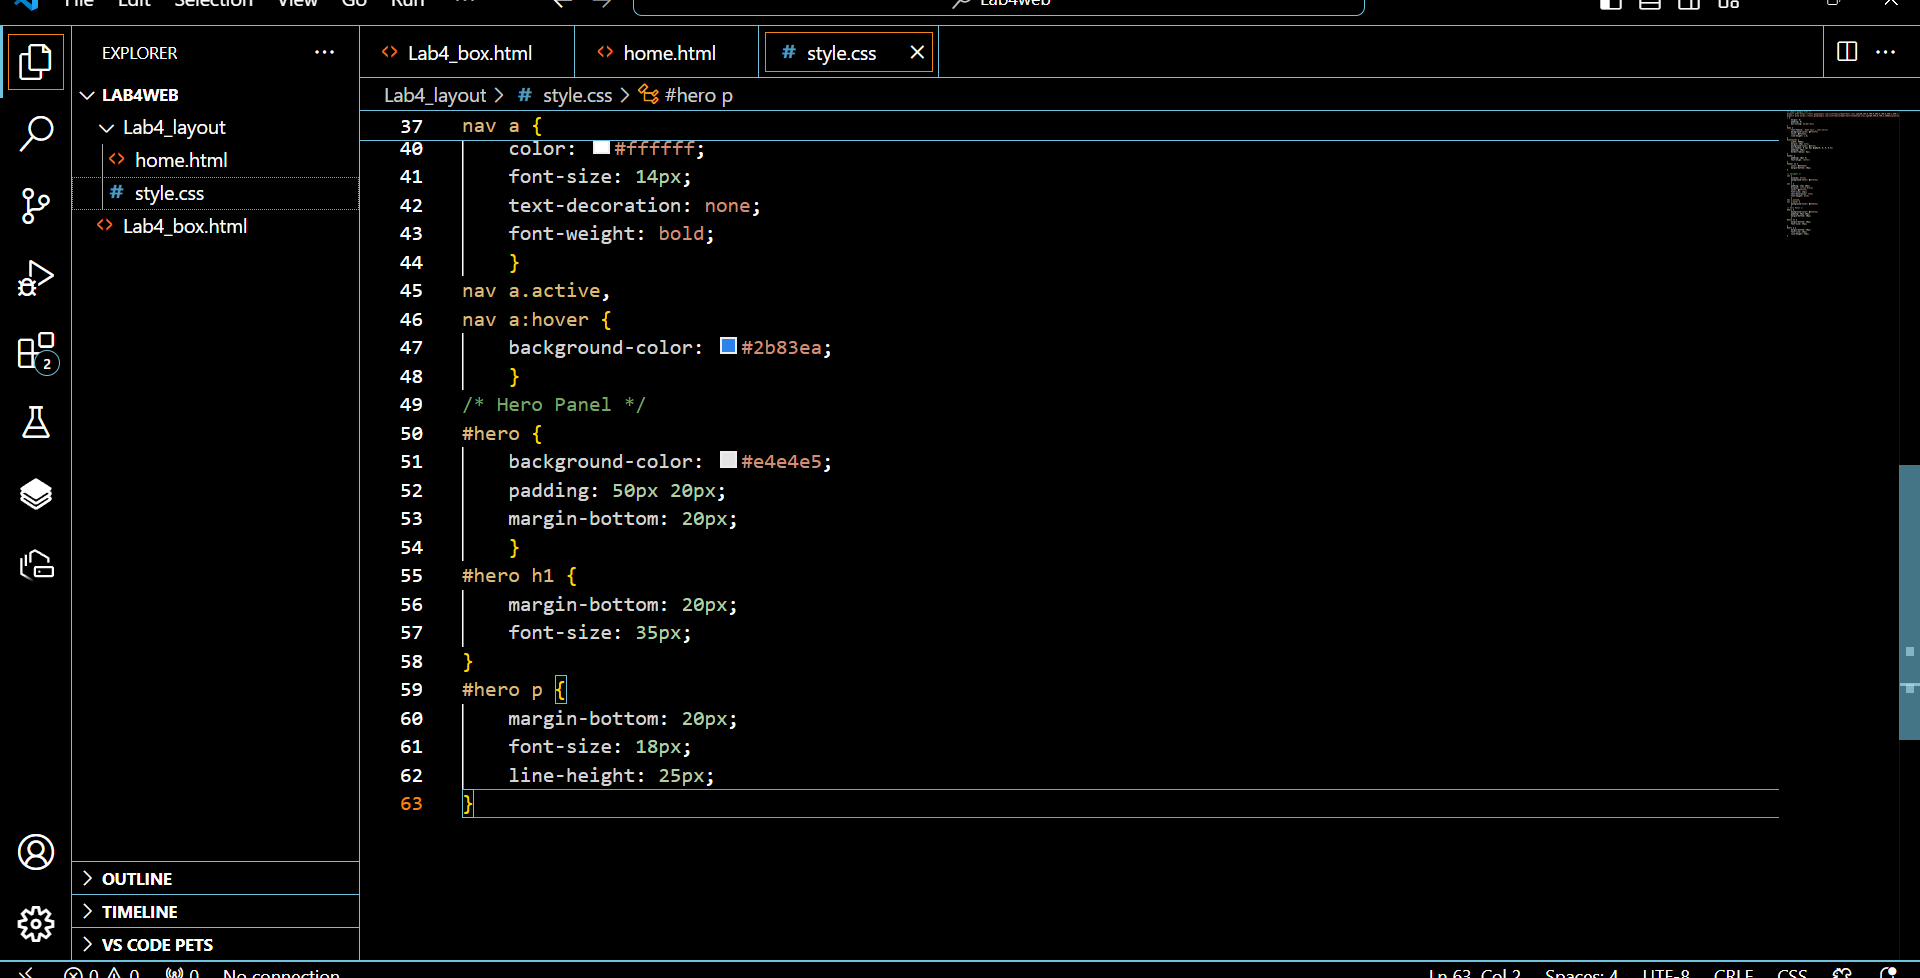 File Edit Selection View Go Run ...
Lab4web
EXPLORER
Lab4_box.html
home.html
# style.css
LAB4WEB
Lab4_layout > # style.css > #hero p
Lab4_layout
home.html
# style.css
Lab4_box.html
37 nav a {
40 color: #ffffff;
41 font-size: 14px;
42 text-decoration: none;
43 font-weight: bold;
44 }
45 nav a.active,
46 nav a:hover {
47 background-color: #2b83ea;
48 }
49 /* Hero Panel */
50 #hero {
51 background-color: #e4e4e5;
52 padding: 50px 20px;
53 margin-bottom: 20px;
54 }
55 #hero h1 {
56 margin-bottom: 20px;
57 font-size: 35px;
58 }
59 #hero p {
60 margin-bottom: 20px;
61 font-size: 18px;
62 line-height: 25px;
63 }
2
OUTLINE
TIMELINE
VS CODE PETS
0 0 0 No connection
Ln 63, Col 2 Spaces: 4 UTF-8 CRLF CSS